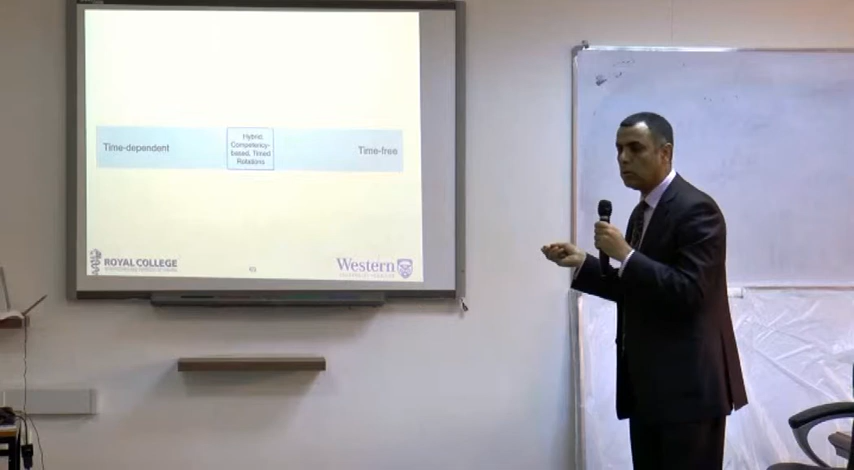 Time-dependent
Hybrid,
Competency-
based, Timed
Rotations
Time-free
ROYAL COLLEGE
Western